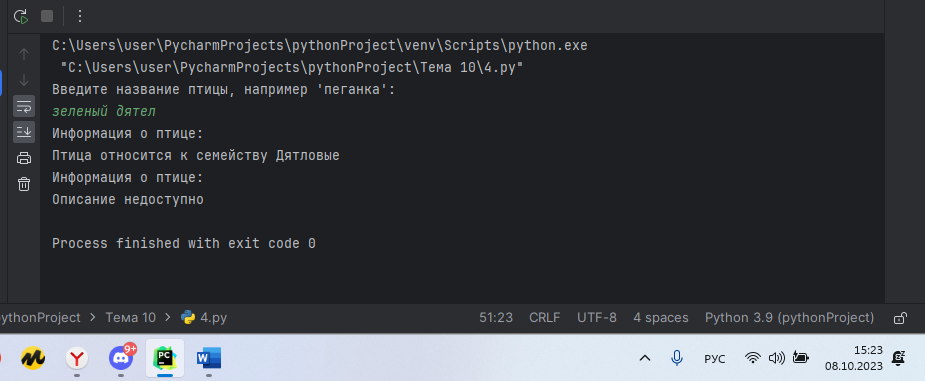 C:\Users\user\PycharmProjects\pythonProject\venv\Scripts\python.exe
"C:\Users\user\PycharmProjects\pythonProject\Тема 10\4.py"
Введите название птицы, например 'пеганка':
зеленый дятел
Информация о птице:
Птица относится к семейству Дятловые
Информация о птице:
Описание недоступно
Process finished with exit code 0
ythonProject > Тема 10 > 4.py 51:23 CRLF UTF-8 4 spaces Python 3.9 (pythonProject)
9+ PC W РУС 15:23
08.10.2023